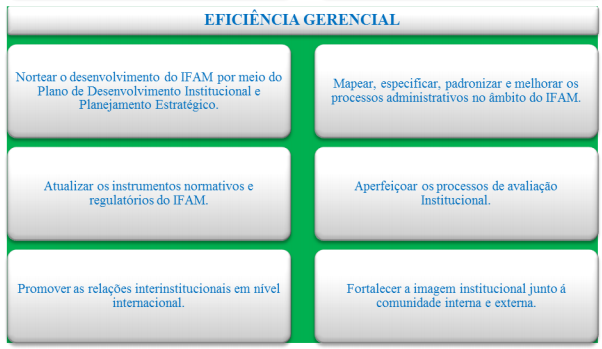 EFICIÊNCIA GERENCIAL
Nortear o desenvolvimento do IFAM por meio do
Plano de Desenvolvimento Institucional e
Planejamento Estratégico.
Mapear, especificar, padronizar e melhorar os
processos administrativos no âmbito do IFAM.
Atualizar os instrumentos normativos e
regulatórios do IFAM.
Aperfeiçoar os processos de avaliação
Institucional.
Promover as relações interinstitucionais em nível
internacional.
Fortalecer a imagem institucional junto á
comunidade interna e externa.